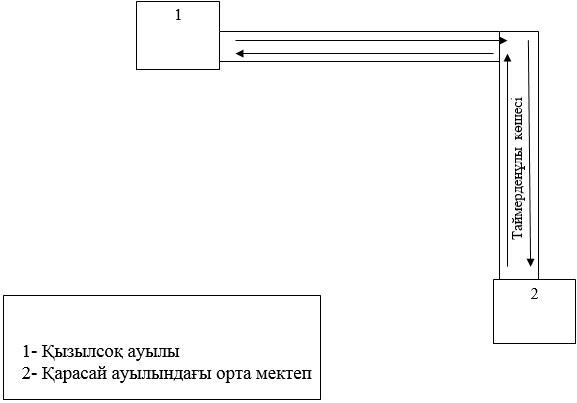 1
Таймерденұлы көшесі
2
1- Қызылсоқ ауылы
2- Қарасай ауылындағы орта мектеп